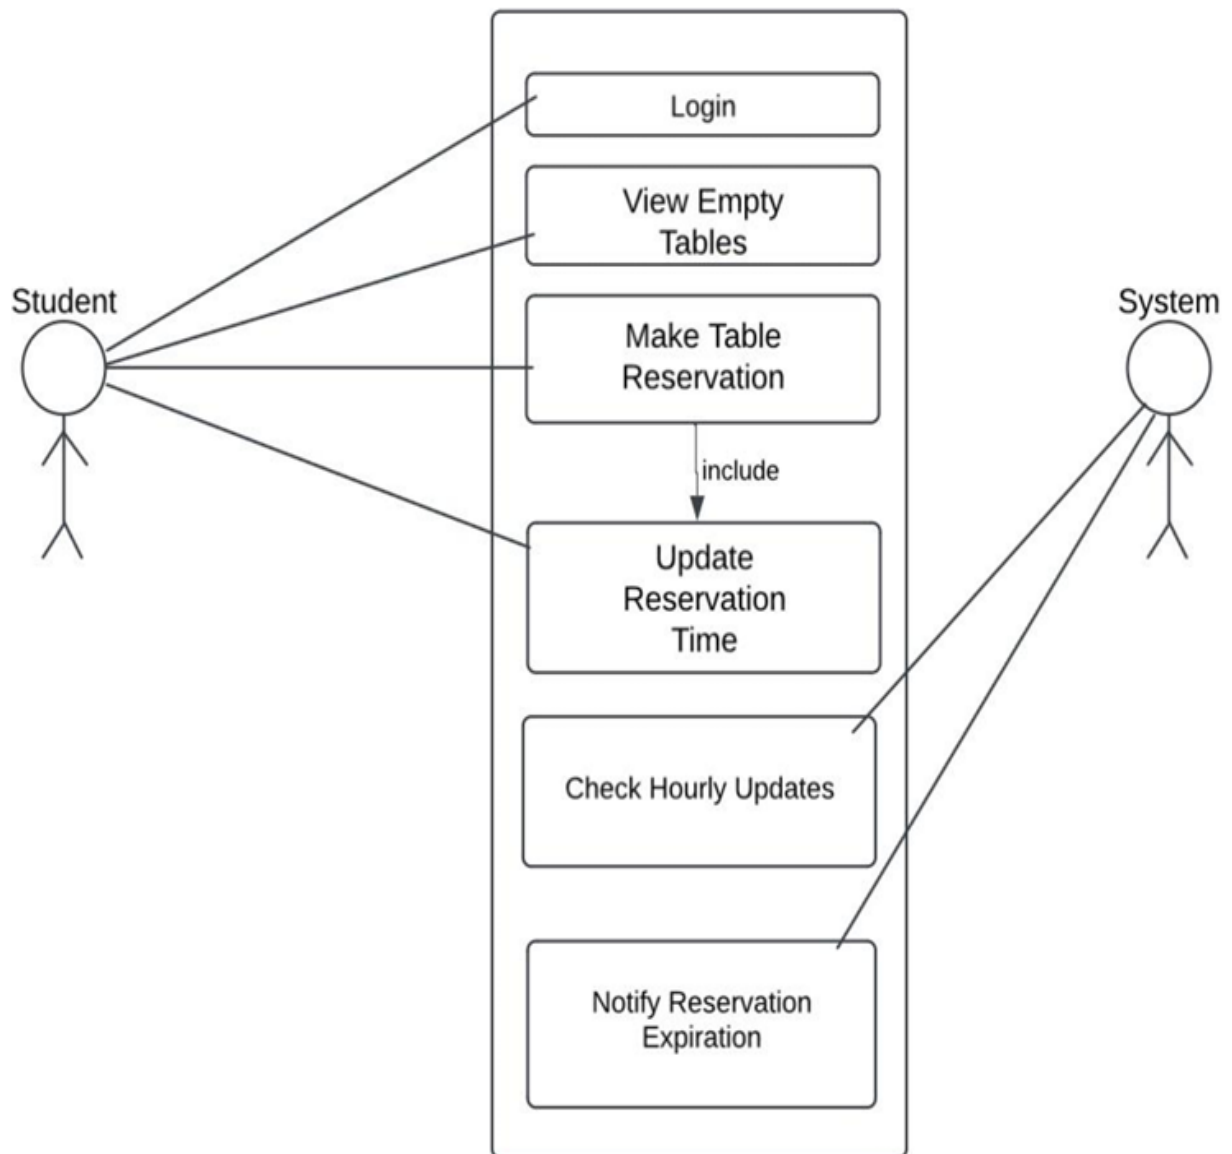 Login
View Empty
Tables
Student
System
Make Table
Reservation
include
Update
Reservation
Time
Check Hourly Updates
Notify Reservation
Expiration